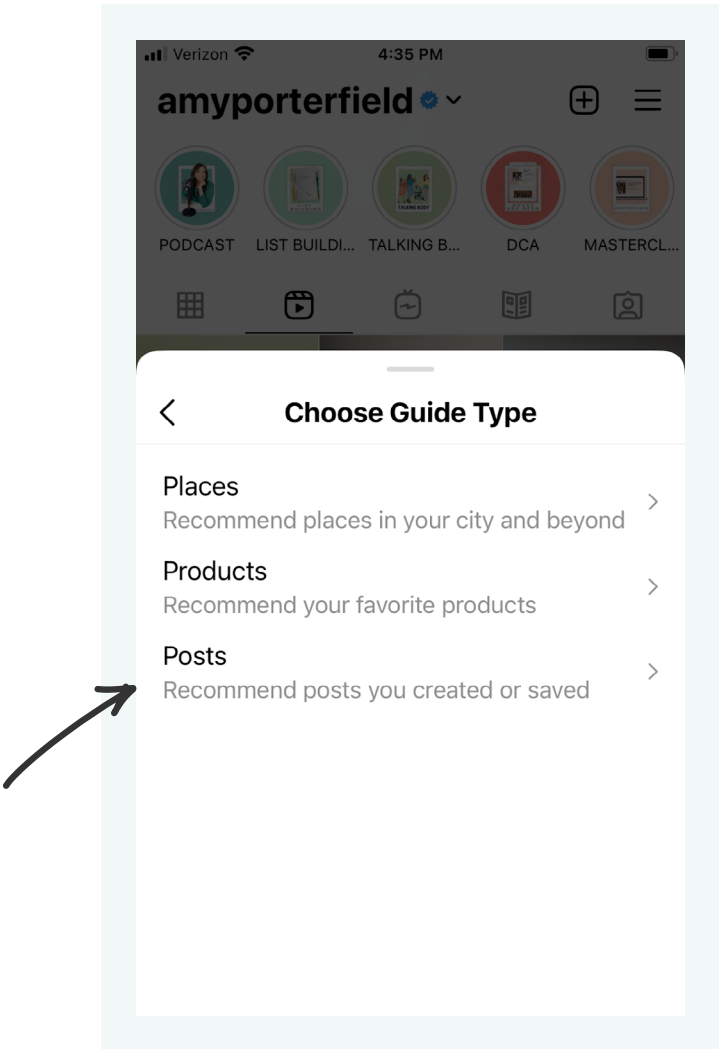 Verizon 4:35 PM
amyporterfield
PODCAST LIST BUILDI... TALKING B... DCA MASTERCL...
Choose Guide Type
Places
Recommend places in your city and beyond
Products
Recommend your favorite products
Posts
Recommend posts you created or saved